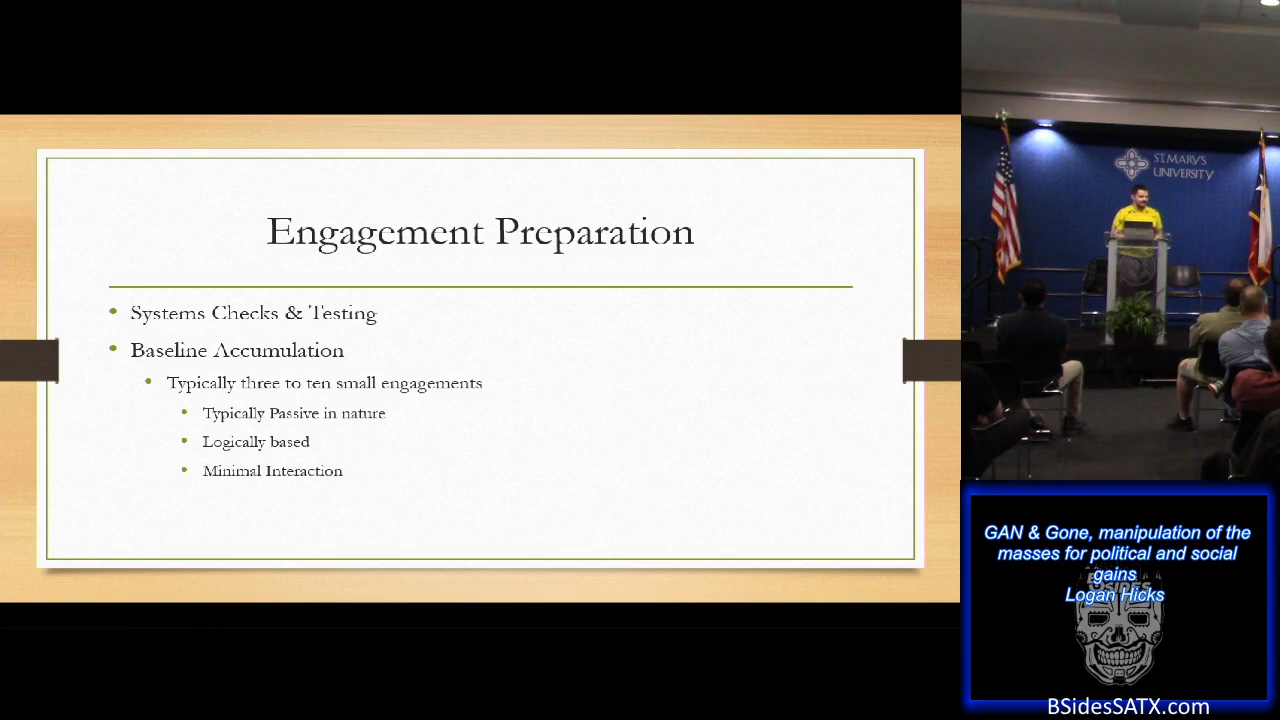 Engagement Preparation
Systems Checks & Testing
Baseline Accumulation
Typically three to ten small engagements
Typically Passive in nature
Logically based
Minimal Interaction
ST. MARY'S
UNIVERSITY
GAN & Gone, manipulation of the
masses for political and social
gains
Logan Hicks
BSIDES
BSidesSATX.com